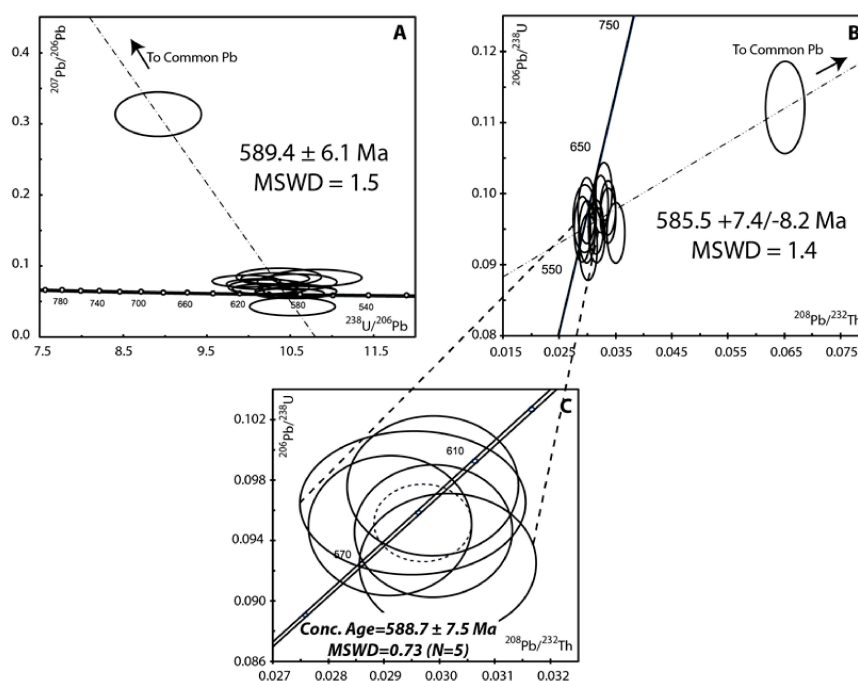 A
0.4
207Pb/206Pb
To Common Pb
0.3
589.4 ± 6.1 Ma
MSWD = 1.5
0.2
0.1
780
740
700
660
620
580
540
238U/206Pb
0.0
7.5
8.5
9.5
10.5
11.5
B
750
0.12
206Pb/238U
To Common Pb
0.11
650
0.10
585.5 +7.4/-8.2 Ma
MSWD = 1.4
0.09
550
208Pb/232Th
0.08
0.015
0.025
0.035
0.045
0.055
0.065
0.075
C
0.102
206Pb/238U
610
0.098
0.094
570
0.090
Conc. Age=588.7 ± 7.5 Ma
MSWD=0.73 (N=5)
208Pb/232Th
0.086
0.027
0.028
0.029
0.030
0.031
0.032